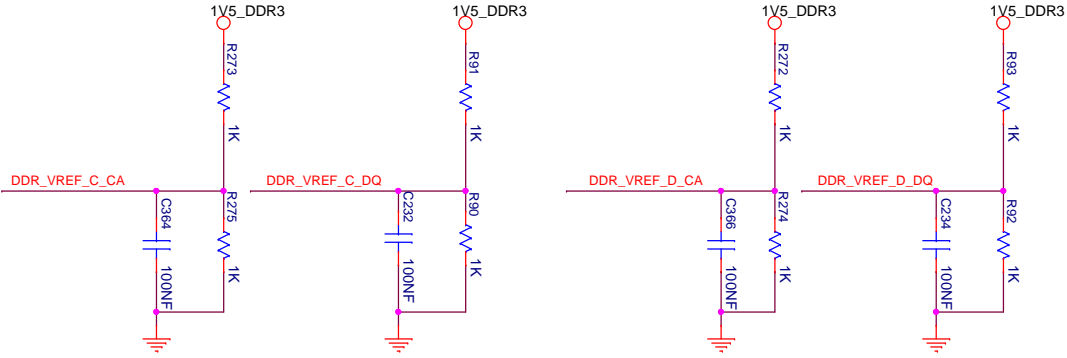 1V5_DDR3
1V5_DDR3
1V5_DDR3
1V5_DDR3
R273
R91
R272
R93
1K
1K
1K
1K
DDR_VREF_C_CA
DDR_VREF_C_DQ
DDR_VREF_D_CA
DDR_VREF_D_DQ
C364
R275
C232
R90
C366
R274
C234
R92
100NF
1K
100NF
1K
100NF
1K
100NF
1K